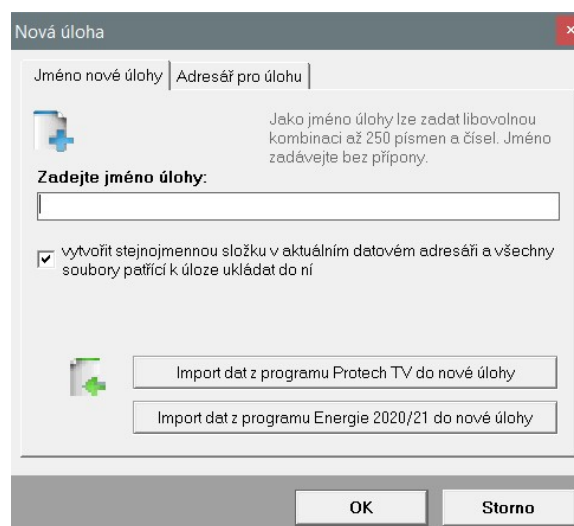 Nová úloha
Jméno nové úlohy
Adresář pro úlohu
Jako jméno úlohy lze zadat libovolnou
kombinaci až 250 písmen a čísel. Jméno
zadávejte bez přípony.
Zadejte jméno úlohy:
vytvořit stejnojmennou složku v aktuálním datovém adresáři a všechny
soubory patřící k úloze ukládat do ní
Import dat z programu Protech TV do nové úlohy
Import dat z programu Energie 2020/21 do nové úlohy
OK
Storno